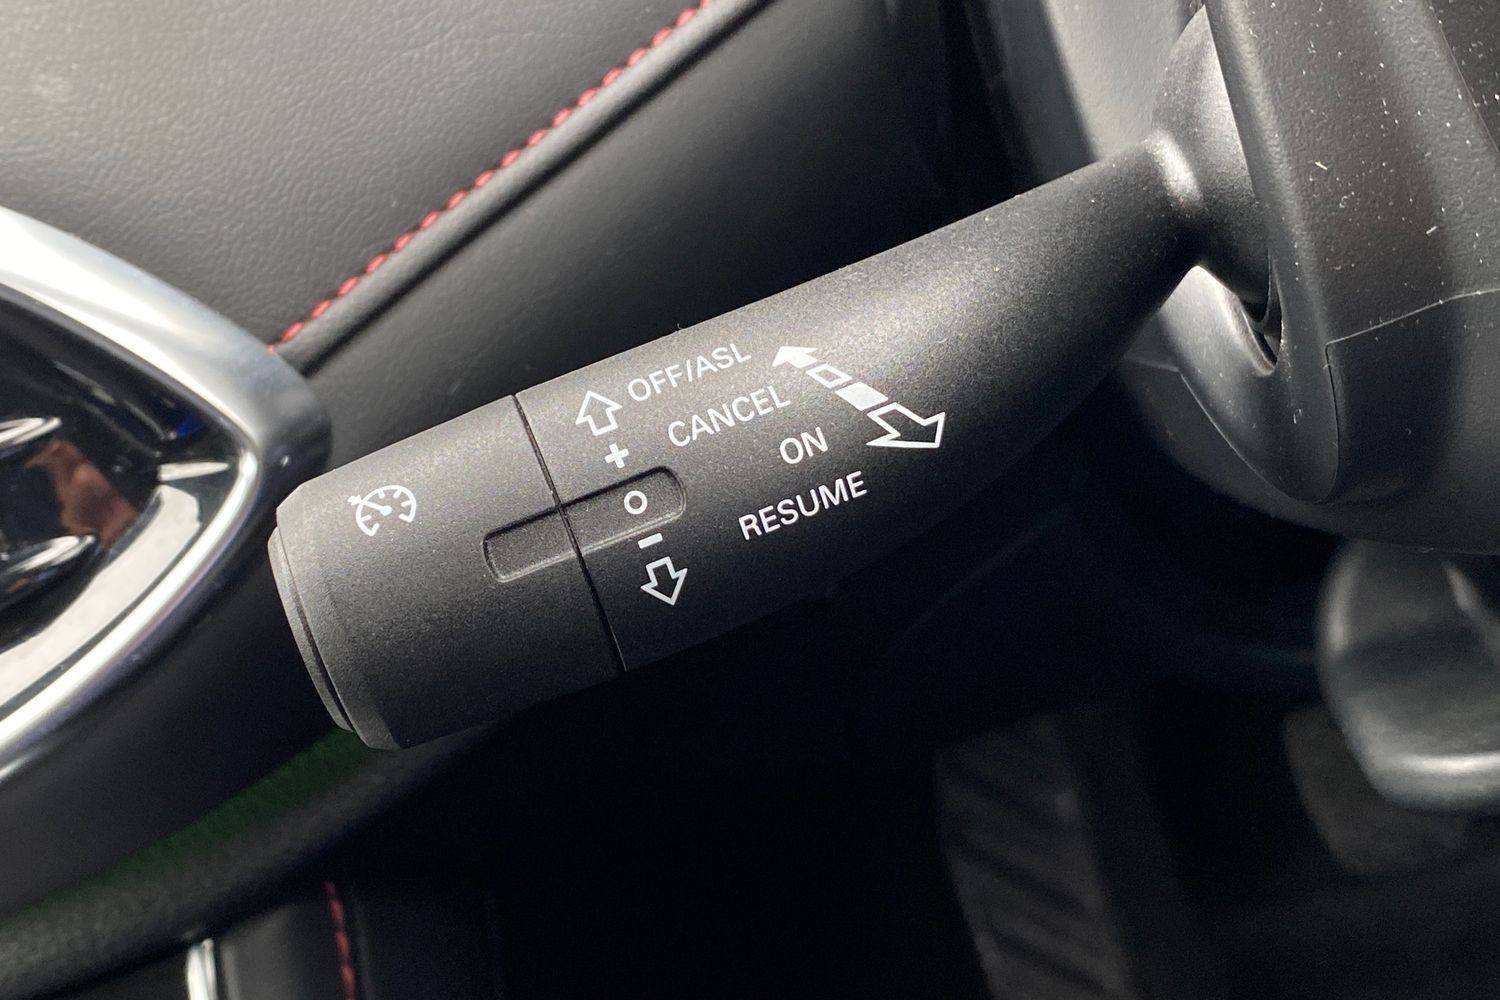 OFF/ASL
CANCEL
+
ON
O
RESUME
-